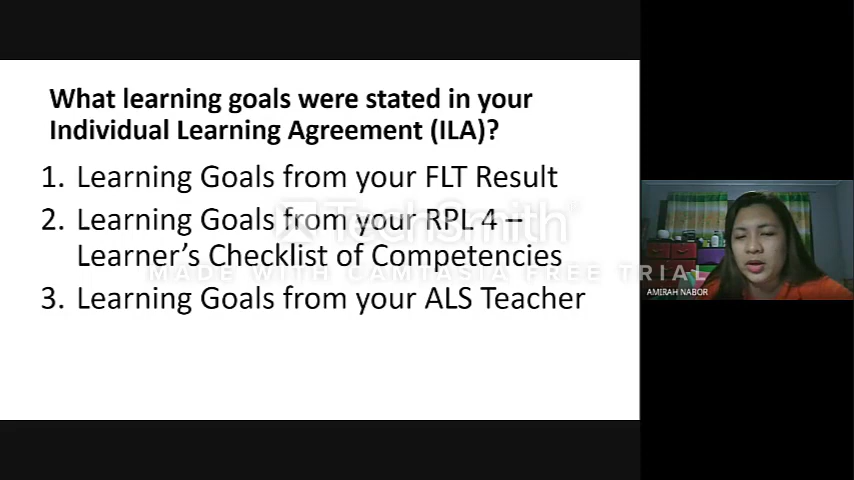 What learning goals were stated in your
Individual Learning Agreement (ILA)?
1. Learning Goals from your FLT Result
2. Learning Goals from your RPL 4 –
Learner's Checklist of Competencies
3. Learning Goals from your ALS Teacher
TechSmith®
MADE WITH CAMTASIA FREE TRIAL
AMIRAH NABOR